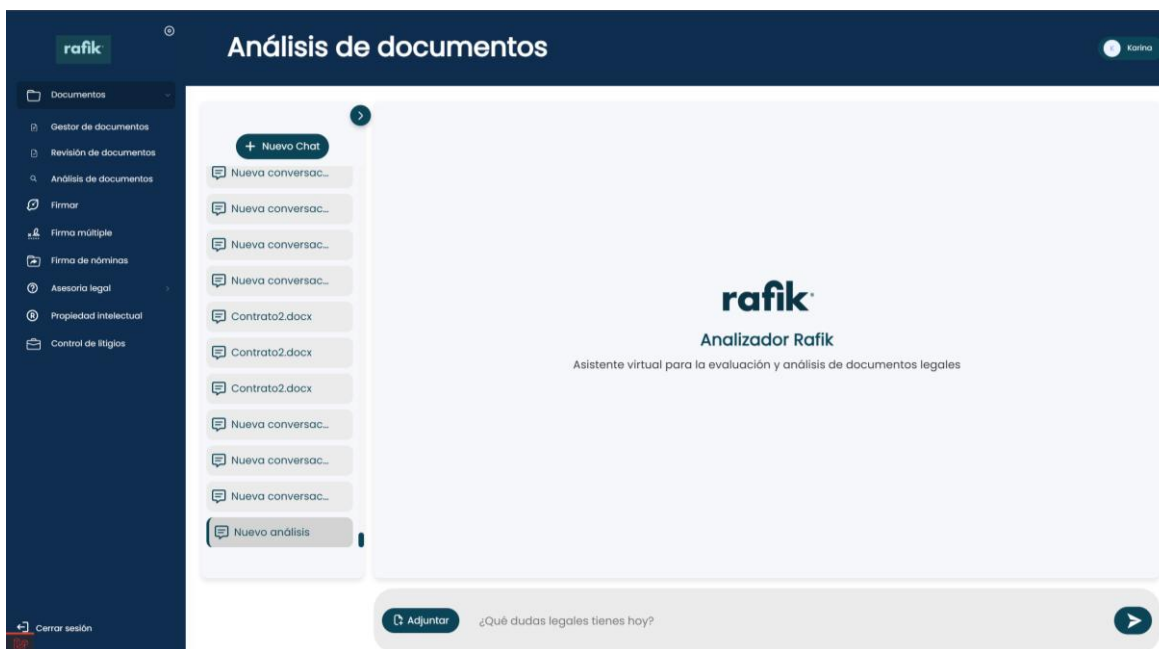 rafik
Análisis de documentos
K
Karina
Documentos
Gestor de documentos
Revisión de documentos
Análisis de documentos
Firmar
Firma múltiple
Firma de nóminas
Asesoria legal
R
Propiedad intelectual
Control de litigios
Cerrar sesión
+ Nuevo Chat
Nueva conversac...
Nueva conversac...
Nueva conversac...
Nueva conversac...
Contrato2.docx
Contrato2.docx
Contrato2.docx
Nueva conversac...
Nueva conversac...
Nueva conversac...
Nuevo análisis
rafik
Analizador Rafik
Asistente virtual para la evaluación y análisis de documentos legales
Adjuntar
¿Qué dudas legales tienes hoy?